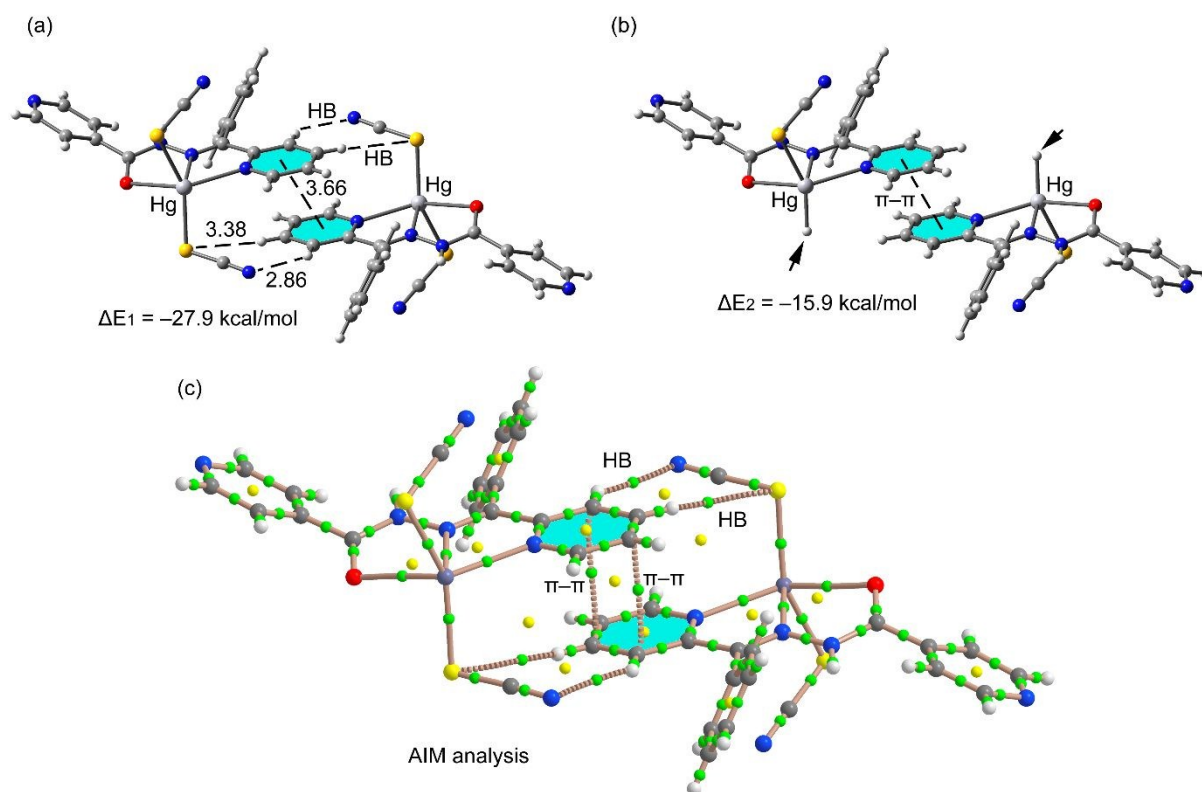 (a)
(b)
HB
HB
3.66
Hg
Hg
3.38
2.86
ΔE1 = –27.9 kcal/mol
Hg
Hg
π–π
ΔE2 = –15.9 kcal/mol
(c)
HB
HB
π–π
π–π
AIM analysis